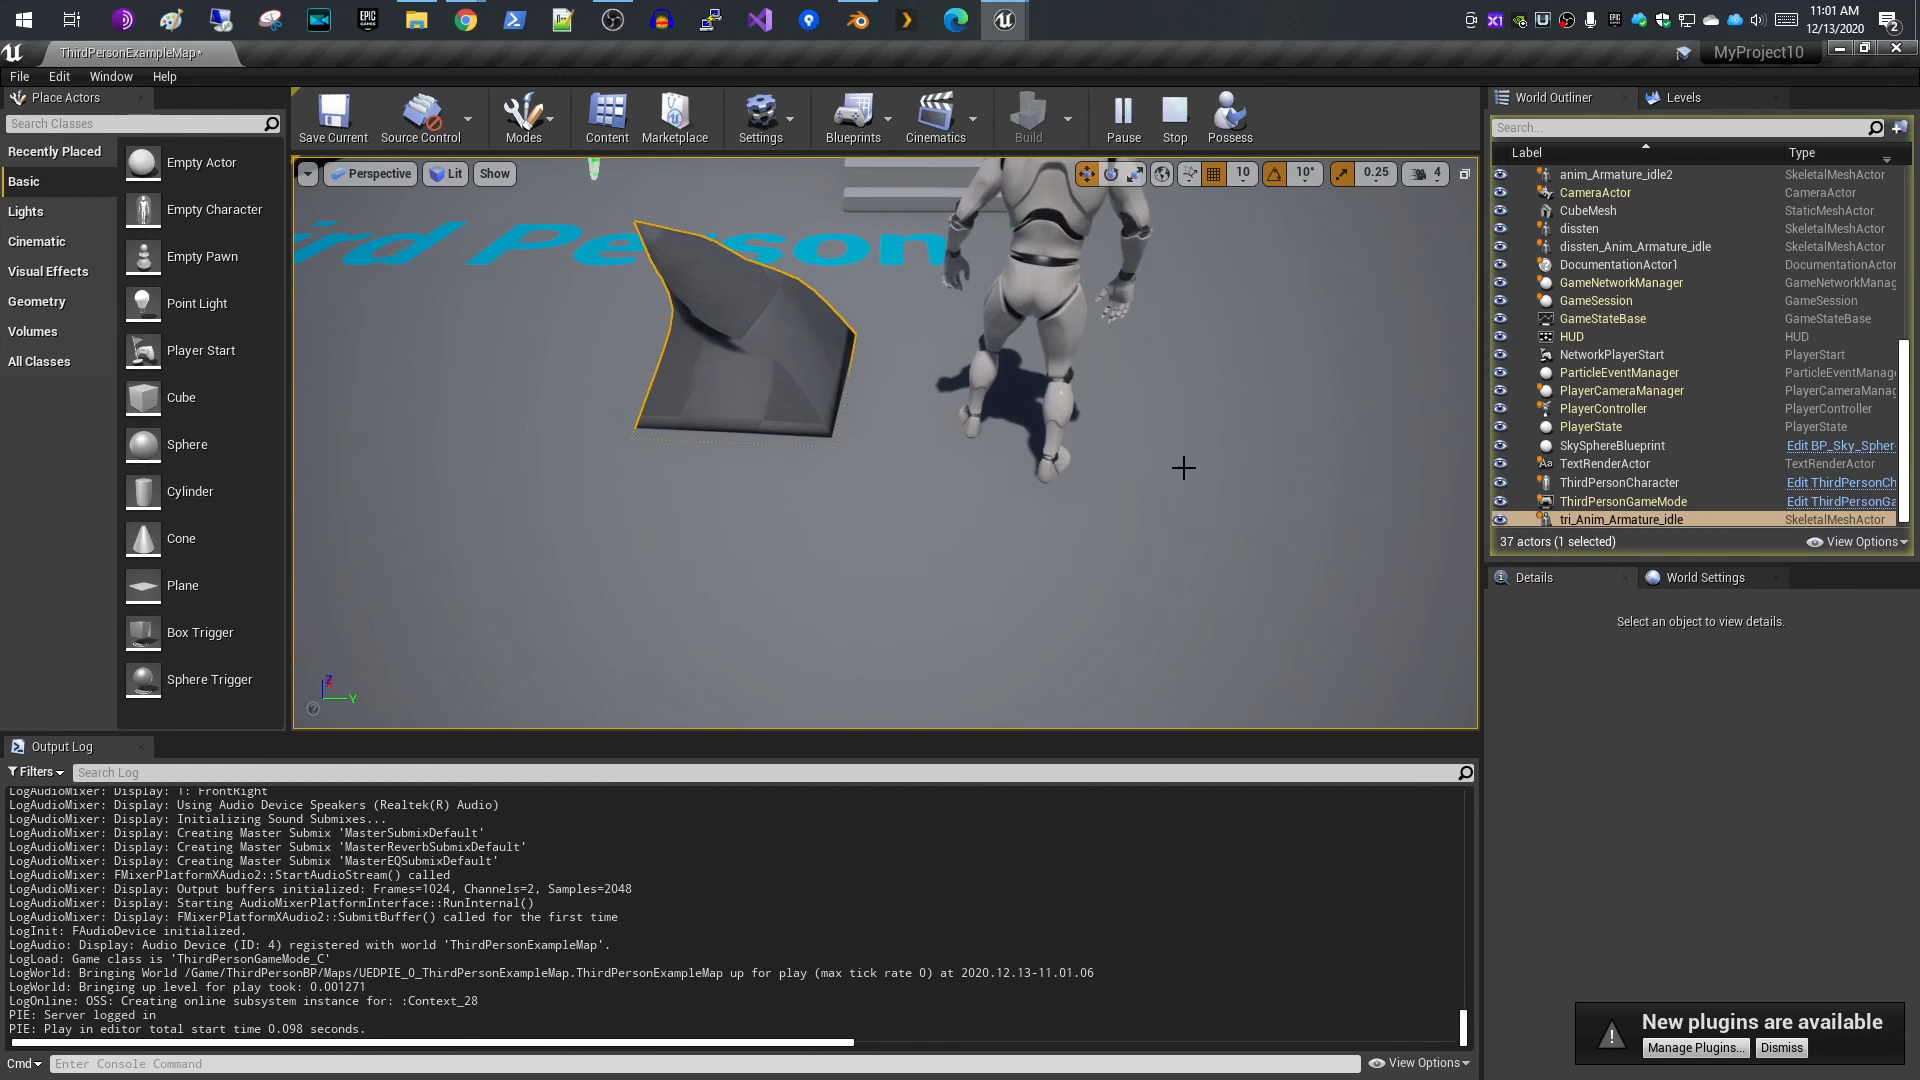 11:01 AM
X1
EPIC GAMES
12/13/2020
2
ThirdPersonExampleMap*
MyProject10
File Edit Window Help
Place Actors
Search Classes
Recently Placed
Basic
Lights
Cinematic
Visual Effects
Geometry
Volumes
All Classes
Empty Actor
Empty Character
Empty Pawn
Point Light
Player Start
Cube
Sphere
Cylinder
Cone
Plane
Box Trigger
Sphere Trigger
Save Current Source Control Modes Content Marketplace Settings Blueprints Cinematics Build Pause Stop Possess
Perspective Lit Show 10 10° 0.25 4
ird Person
Z
Y
World Outliner Levels
Search...
Label Type
anim_Armature_idle2 SkeletalMeshActor
CameraActor CameraActor
CubeMesh StaticMeshActor
dissten SkeletalMeshActor
dissten_Anim_Armature_idle SkeletalMeshActor
DocumentationActor1 DocumentationActor
GameNetworkManager GameNetworkManag
GameSession GameSession
GameStateBase GameStateBase
HUD HUD
NetworkPlayerStart PlayerStart
ParticleEventManager ParticleEventManage
PlayerCameraManager PlayerCameraManag
PlayerController PlayerController
PlayerState PlayerState
SkySphereBlueprint Edit BP_Sky_Spher
TextRenderActor TextRenderActor
ThirdPersonCharacter Edit ThirdPersonCh
ThirdPersonGameMode Edit ThirdPersonGa
tri_Anim_Armature_idle SkeletalMeshActor
37 actors (1 selected) View Options
Details World Settings
Select an object to view details.
Output Log
Filters Search Log
LogAudioMixer: Display: 1: FrontRight
LogAudioMixer: Display: Using Audio Device Speakers (Realtek(R) Audio)
LogAudioMixer: Display: Initializing Sound Submixes...
LogAudioMixer: Display: Creating Master Submix 'MasterSubmixDefault'
LogAudioMixer: Display: Creating Master Submix 'MasterReverbSubmixDefault'
LogAudioMixer: Display: Creating Master Submix 'MasterEQSubmixDefault'
LogAudioMixer: FMixerPlatformXAudio2::StartAudioStream() called
LogAudioMixer: Display: Output buffers initialized: Frames=1024, Channels=2, Samples=2048
LogAudioMixer: Display: Starting AudioMixerPlatformInterface::RunInternal()
LogAudioMixer: Display: FMixerPlatformXAudio2::SubmitBuffer() called for the first time
LogInit: FAudioDevice initialized.
LogAudio: Display: Audio Device (ID: 4) registered with world 'ThirdPersonExampleMap'.
LogLoad: Game class is 'ThirdPersonGameMode_C'
LogWorld: Bringing World /Game/ThirdPersonBP/Maps/UEDPIE_0_ThirdPersonExampleMap.ThirdPersonExampleMap up for play (max tick rate 0) at 2020.12.13-11.01.06
LogWorld: Bringing up level for play took: 0.001271
LogOnline: OSS: Creating online subsystem instance for: :Context_28
PIE: Server logged in
PIE: Play in editor total start time 0.098 seconds.
Cmd Enter Console Command View Options
New plugins are available
Manage Plugins... Dismiss